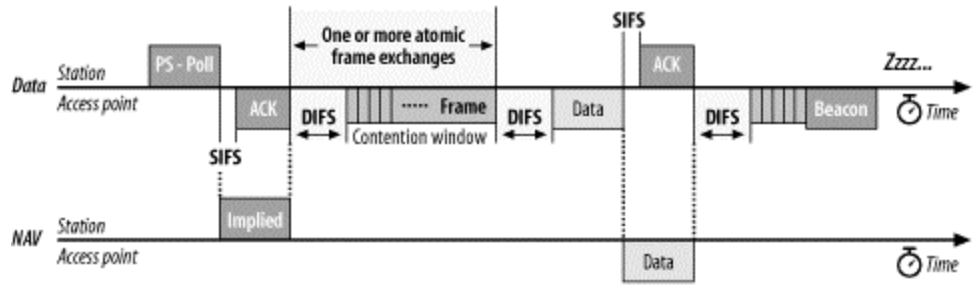 SIFS
One or more atomic
frame exchanges
PS - Poll
ACK
Zzzz...
Station
Data
Access point
ACK
DIFS
Frame
DIFS
Data
DIFS
Beacon
Time
Contention window
SIFS
Implied
Station
NAV
Access point
Data
Time